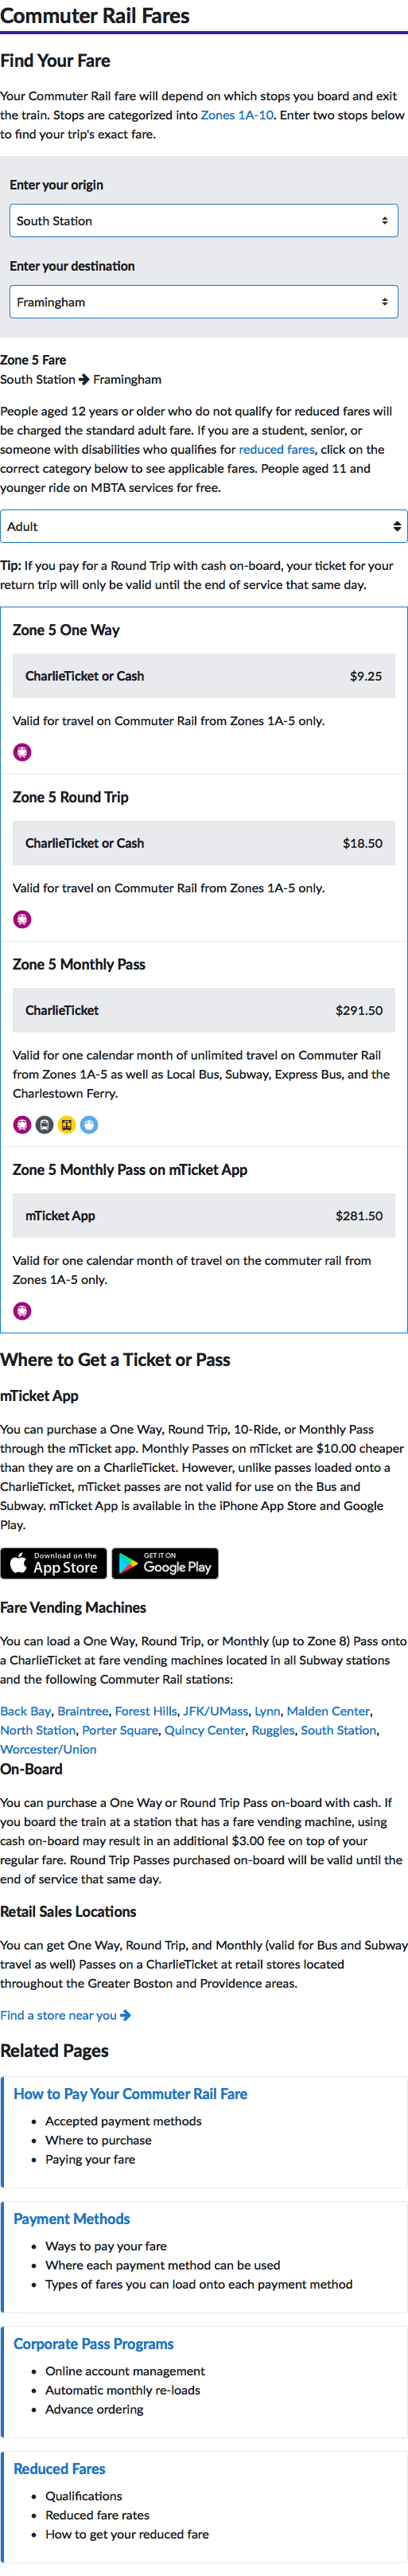 Commuter Rail Fares
Find Your Fare
Your Commuter Rail fare will depend on which stops you board and exit
the train. Stops are categorized into Zones 1A-10. Enter two stops below
to find your trip's exact fare.
Enter your origin
South Station
Enter your destination
Framingham
Zone 5 Fare
South Station → Framingham
People aged 12 years or older who do not qualify for reduced fares will
be charged the standard adult fare. If you are a student, senior, or
someone with disabilities who qualifies for reduced fares, click on the
correct category below to see applicable fares. People aged 11 and
younger ride on MBTA services for free.
Adult
Tip: If you pay for a Round Trip with cash on-board, your ticket for your
return trip will only be valid until the end of service that same day.
Zone 5 One Way
CharlieTicket or Cash $9.25
Valid for travel on Commuter Rail from Zones 1A-5 only.
Zone 5 Round Trip
CharlieTicket or Cash $18.50
Valid for travel on Commuter Rail from Zones 1A-5 only.
Zone 5 Monthly Pass
CharlieTicket $291.50
Valid for one calendar month of unlimited travel on Commuter Rail
from Zones 1A-5 as well as Local Bus, Subway, Express Bus, and the
Charlestown Ferry.
Zone 5 Monthly Pass on mTicket App
mTicket App $281.50
Valid for one calendar month of travel on the commuter rail from
Zones 1A-5 only.
Where to Get a Ticket or Pass
mTicket App
You can purchase a One Way, Round Trip, 10-Ride, or Monthly Pass
through the mTicket app. Monthly Passes on mTicket are $10.00 cheaper
than they are on a CharlieTicket. However, unlike passes loaded onto a
CharlieTicket, mTicket passes are not valid for use on the Bus and
Subway. mTicket App is available in the iPhone App Store and Google
Play.
Download on the App Store
GET IT ON Google Play
Fare Vending Machines
You can load a One Way, Round Trip, or Monthly (up to Zone 8) Pass onto
a CharlieTicket at fare vending machines located in all Subway stations
and the following Commuter Rail stations:
Back Bay, Braintree, Forest Hills, JFK/UMass, Lynn, Malden Center,
North Station, Porter Square, Quincy Center, Ruggles, South Station,
Worcester/Union
On-Board
You can purchase a One Way or Round Trip Pass on-board with cash. If
you board the train at a station that has a fare vending machine, using
cash on-board may result in an additional $3.00 fee on top of your
regular fare. Round Trip Passes purchased on-board will be valid until the
end of service that same day.
Retail Sales Locations
You can get One Way, Round Trip, and Monthly (valid for Bus and Subway
travel as well) Passes on a CharlieTicket at retail stores located
throughout the Greater Boston and Providence areas.
Find a store near you →
Related Pages
How to Pay Your Commuter Rail Fare
• Accepted payment methods
• Where to purchase
• Paying your fare
Payment Methods
• Ways to pay your fare
• Where each payment method can be used
• Types of fares you can load onto each payment method
Corporate Pass Programs
• Online account management
• Automatic monthly re-loads
• Advance ordering
Reduced Fares
• Qualifications
• Reduced fare rates
• How to get your reduced fare